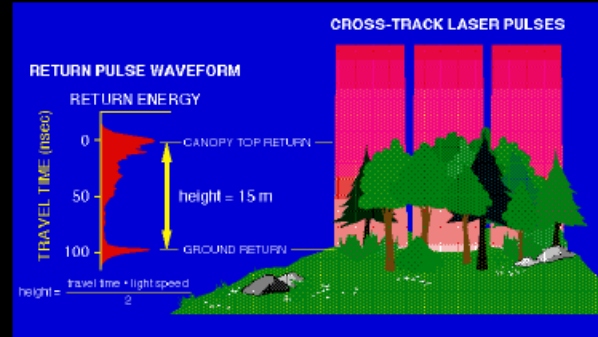 CROSS-TRACK LASER PULSES
RETURN PULSE WAVEFORM
RETURN ENERGY
TRAVEL TIME (nsec)
0
CANOPY TOP RETURN
50
height = 15 m
100
GROUND RETURN
height = travel time • light speed
2